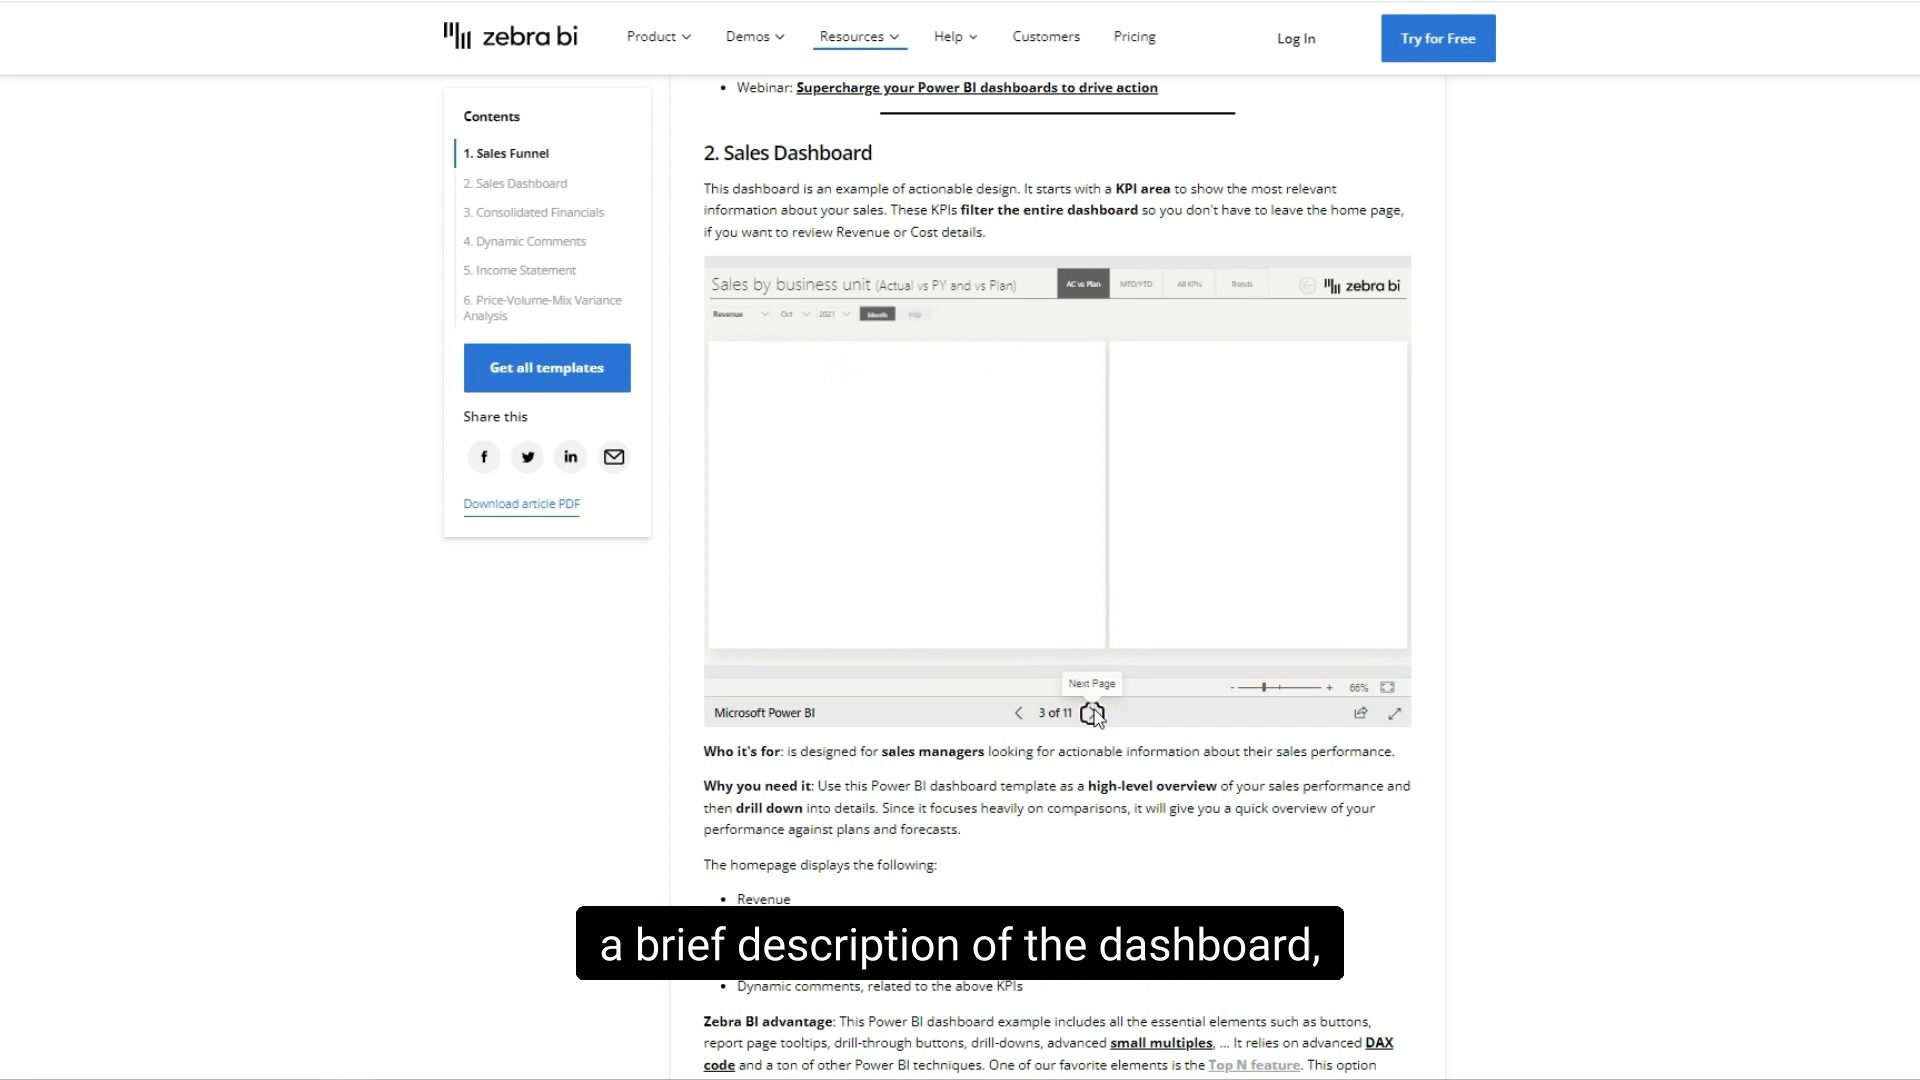 zebra bi
Product
Demos
Resources
Help
Customers
Pricing
Log In
Try for Free
Contents
1. Sales Funnel
2. Sales Dashboard
3. Consolidated Financials
4. Dynamic Comments
5. Income Statement
6. Price-Volume-Mix Variance
Analysis
Get all templates
Share this
Download article PDF
• Webinar: Supercharge your Power BI dashboards to drive action
2. Sales Dashboard
This dashboard is an example of actionable design. It starts with a KPI area to show the most relevant
information about your sales. These KPIs filter the entire dashboard so you don't have to leave the home page,
if you want to review Revenue or Cost details.
Sales by business unit (Actual vs PY and vs Plan)
AC vs Plan
MTD/YTD
All KPIs
Trends
zebra bi
Revenue
Oct
2021
Month
YTD
Next Page
- + 66%
Microsoft Power BI
3 of 11
Who it's for: is designed for sales managers looking for actionable information about their sales performance.
Why you need it: Use this Power BI dashboard template as a high-level overview of your sales performance and
then drill down into details. Since it focuses heavily on comparisons, it will give you a quick overview of your
performance against plans and forecasts.
The homepage displays the following:
• Revenue
a brief description of the dashboard,
• Dynamic comments, related to the above KPIs
Zebra BI advantage: This Power BI dashboard example includes all the essential elements such as buttons,
report page tooltips, drill-through buttons, drill-downs, advanced small multiples, ... It relies on advanced DAX
code and a ton of other Power BI techniques. One of our favorite elements is the Top N feature. This option